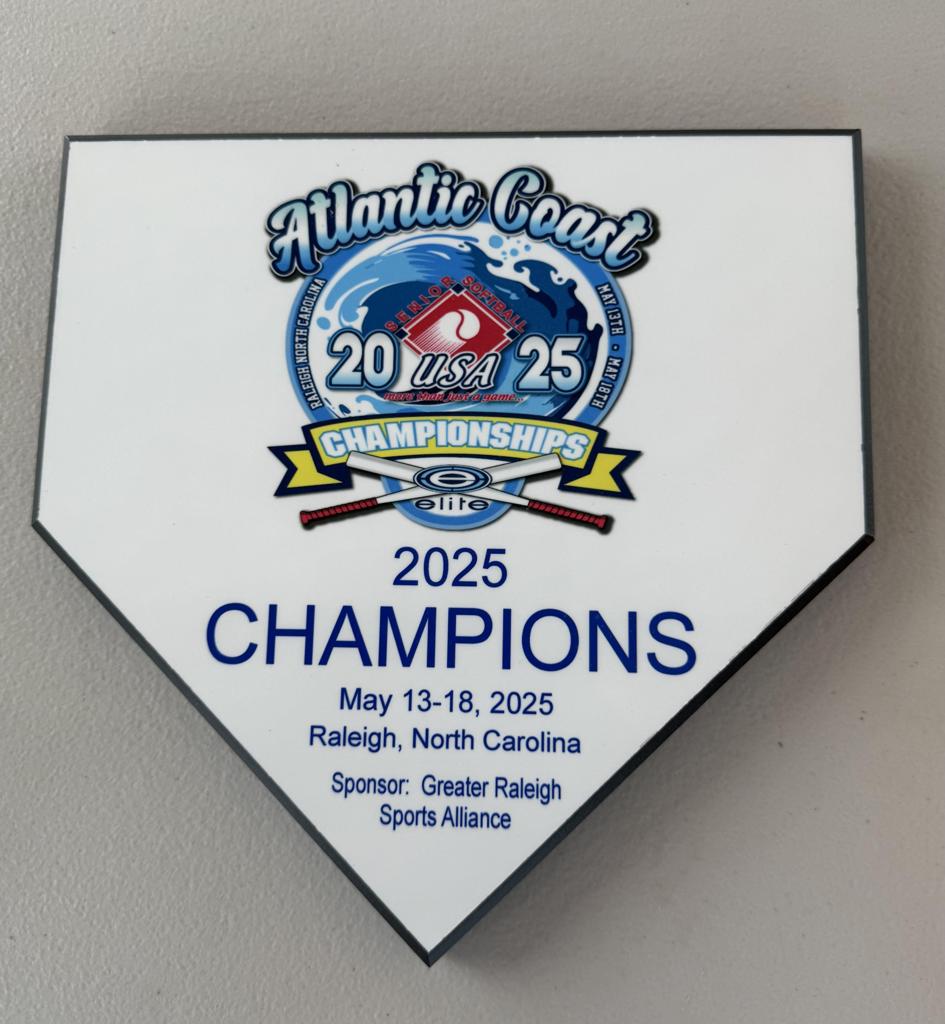 Atlantic Coast
RALEIGH NORTH CAROLINA
MAY 13TH • MAY 18TH
SENIOR SOFTBALL
20 25
USA
more than just a game...
CHAMPIONSHIPS
e
elite
2025
CHAMPIONS
May 13-18, 2025
Raleigh, North Carolina
Sponsor: Greater Raleigh
Sports Alliance